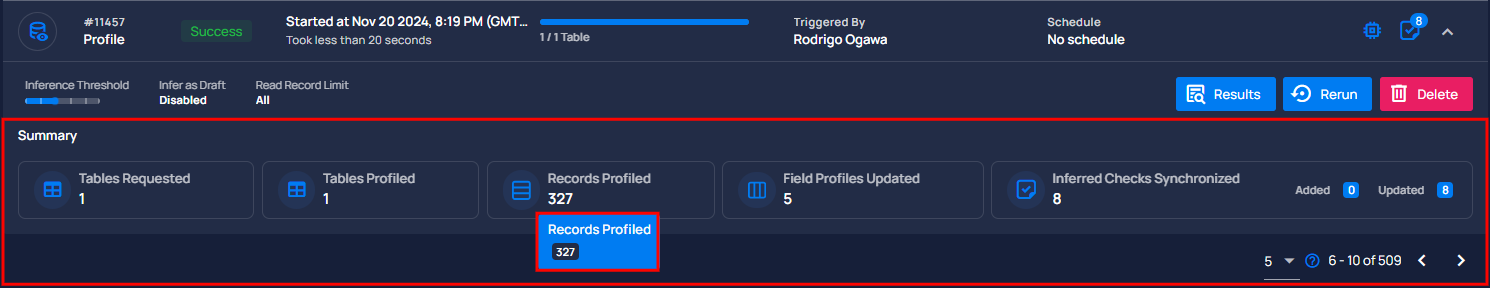 #11457
Profile
Success
Started at Nov 20 2024, 8:19 PM (GMT...
Took less than 20 seconds
1 / 1 Table
Triggered By
Rodrigo Ogawa
Schedule
No schedule
8
Inference Threshold
Infer as Draft
Disabled
Read Record Limit
All
Results
Rerun
Delete
Summary
Tables Requested
1
Tables Profiled
1
Records Profiled
327
Field Profiles Updated
5
Inferred Checks Synchronized
8
Added 0 Updated 8
Records Profiled
327
5 6 - 10 of 509